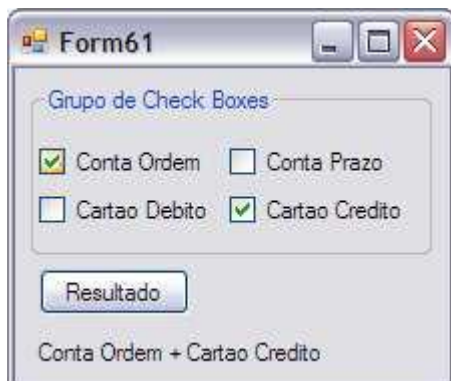 Form61
Grupo de Check Boxes
Conta Ordem Conta Prazo
Cartao Debito Cartao Credito
Resultado
Conta Ordem + Cartao Credito